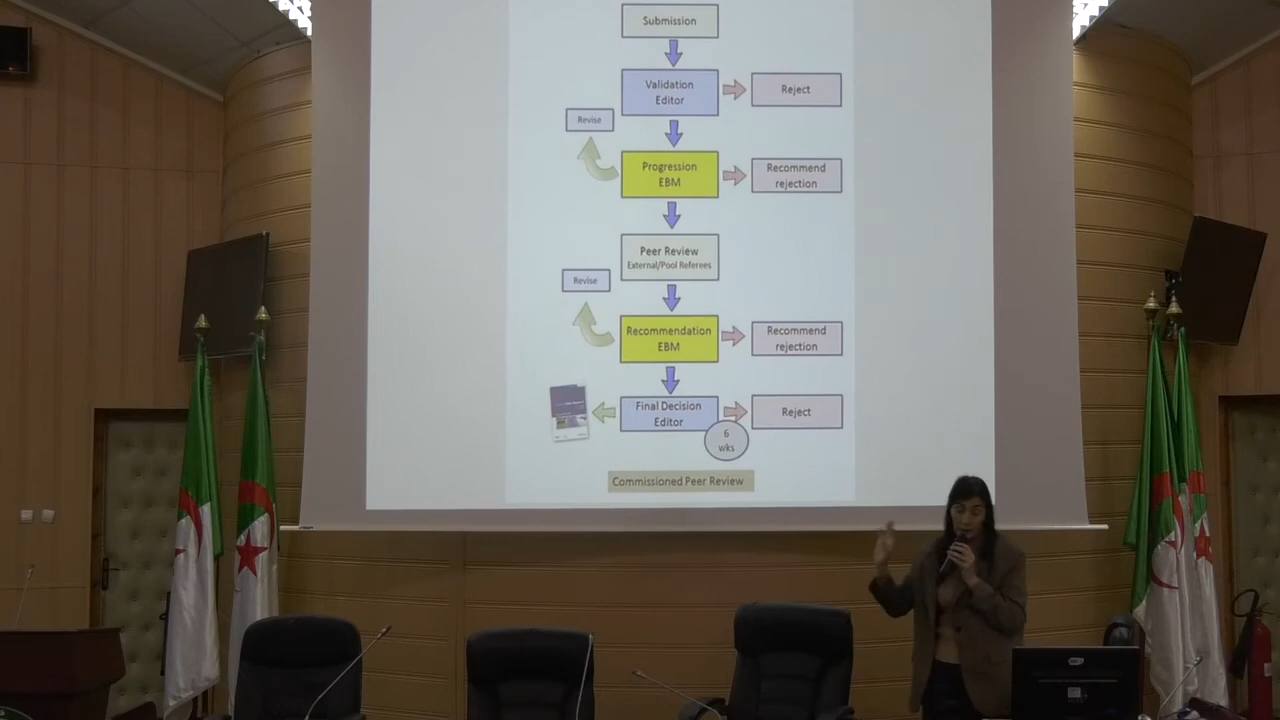 Submission
Validation
Editor
Reject
Revise
Progression
EBM
Recommend
rejection
Peer Review
External/Pool Referees
Revise
Recommendation
EBM
Recommend
rejection
Final Decision
Editor
Reject
6
wks
Commissioned Peer Review